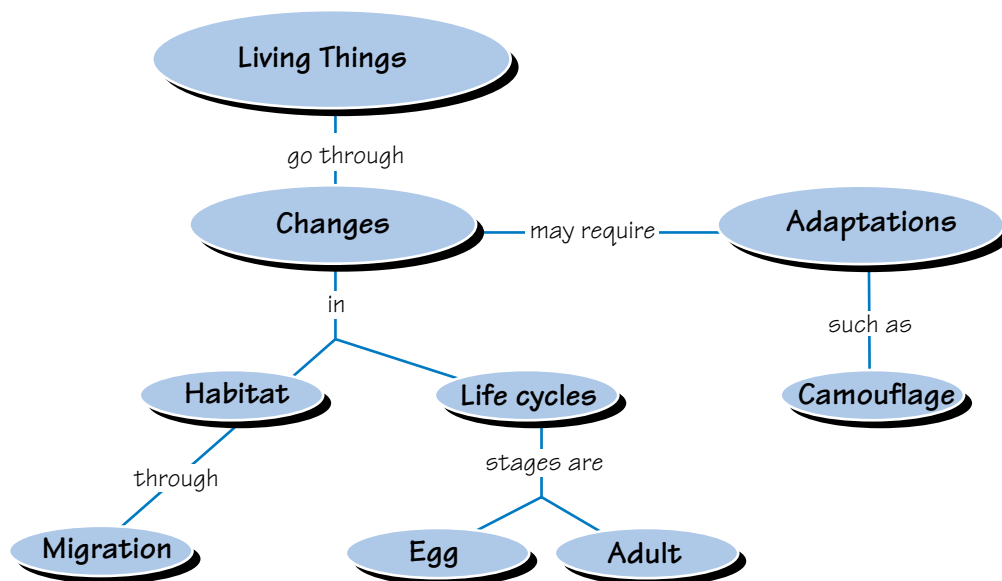 Living Things
go through
Changes
may require
Adaptations
in
such as
Habitat
Life cycles
Camouflage
through
stages are
Migration
Egg
Adult